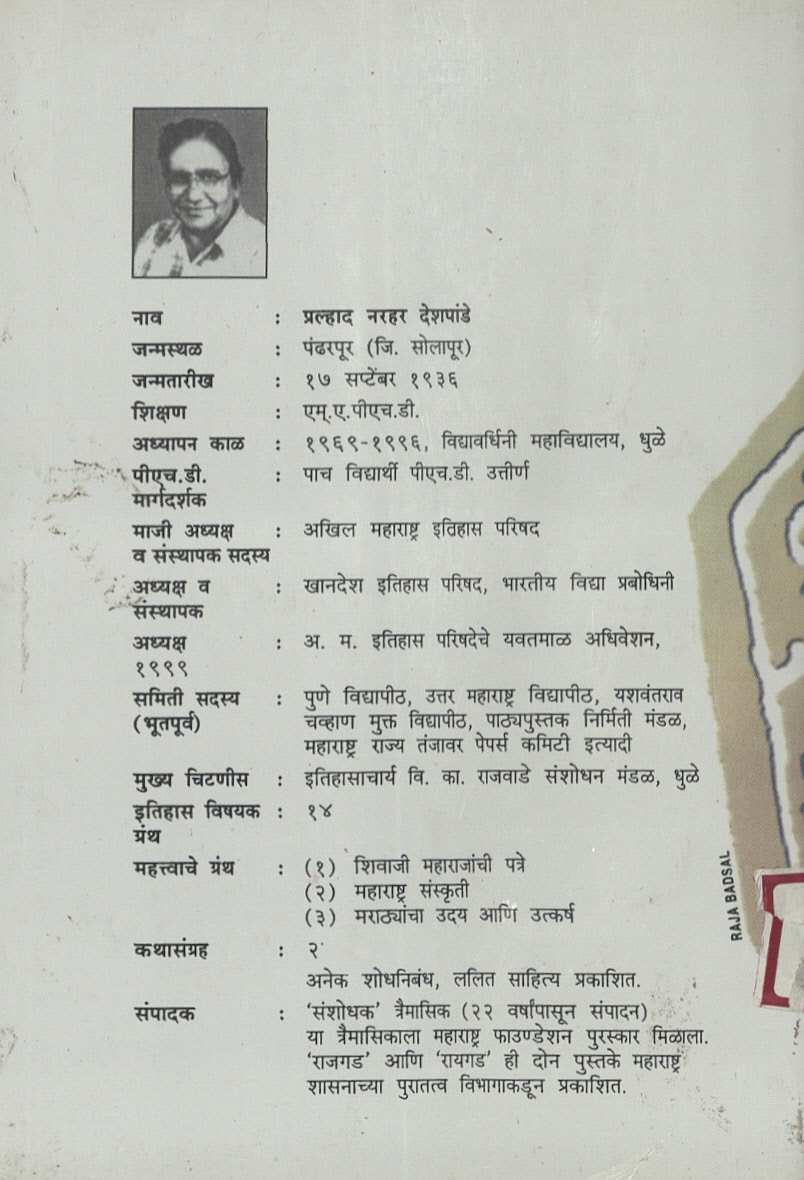 नाव : प्रल्हाद नरहर देशपांडे
जन्मस्थळ : पंढरपूर (जि. सोलापूर)
जन्मतारीख : १७ सप्टेंबर १९३६
शिक्षण : एम्.ए.पीएच.डी.
अध्यापन काळ : १९६९-१९९६, विद्यावर्धिनी महाविद्यालय, धुळे
पीएच.डी. : पाच विद्यार्थी पीएच.डी. उत्तीर्ण
मार्गदर्शक
माजी अध्यक्ष : अखिल महाराष्ट्र इतिहास परिषद
व संस्थापक सदस्य
अध्यक्ष व : खानदेश इतिहास परिषद, भारतीय विद्या प्रबोधिनी
संस्थापक
अध्यक्ष : अ. म. इतिहास परिषदेचे यवतमाळ अधिवेशन,
१९९९
समिती सदस्य : पुणे विद्यापीठ, उत्तर महाराष्ट्र विद्यापीठ, यशवंतराव
(भूतपूर्व) चव्हाण मुक्त विद्यापीठ, पाठ्यपुस्तक निर्मिती मंडळ,
महाराष्ट्र राज्य तंजावर पेपर्स कमिटी इत्यादी
मुख्य चिटणीस : इतिहासाचार्य वि. का. राजवाडे संशोधन मंडळ, धुळे
इतिहास विषयक : १४
ग्रंथ
महत्त्वाचे ग्रंथ : (१) शिवाजी महाराजांची पत्रे
(२) महाराष्ट्र संस्कृती
(३) मराठ्यांचा उदय आणि उत्कर्ष
कथासंग्रह : २
अनेक शोधनिबंध, ललित साहित्य प्रकाशित.
संपादक : ‘संशोधक’ त्रैमासिक (२२ वर्षांपासून संपादन)
या त्रैमासिकाला महाराष्ट्र फाउण्डेशन पुरस्कार मिळाला.
‘राजगड’ आणि ‘रायगड’ ही दोन पुस्तके महाराष्ट्र
शासनाच्या पुरातत्व विभागाकडून प्रकाशित.
RAJA BADSAL